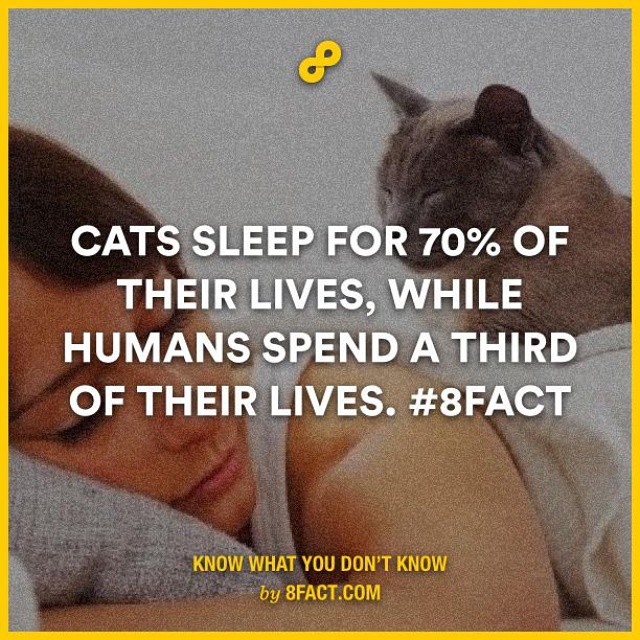 CATS SLEEP FOR 70% OF
THEIR LIVES, WHILE
HUMANS SPEND A THIRD
OF THEIR LIVES. #8FACT
KNOW WHAT YOU DON'T KNOW
by 8FACT.COM